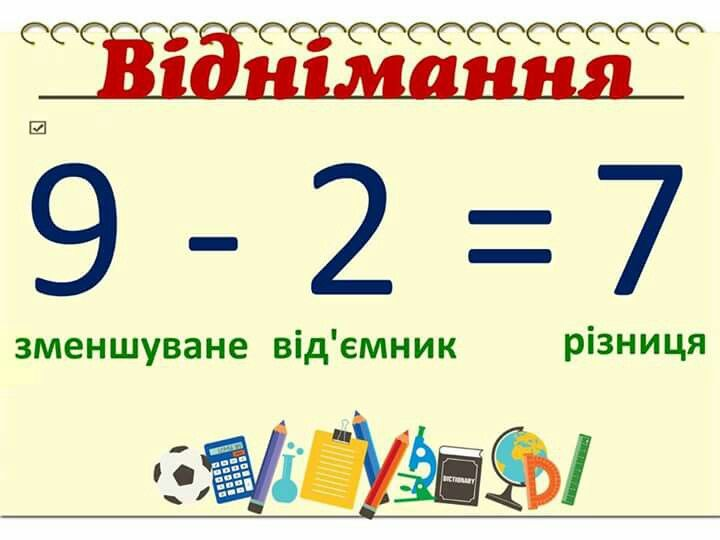 Віднімання
9 - 2 = 7
зменшуване від'ємник різниця
DICTIONARY